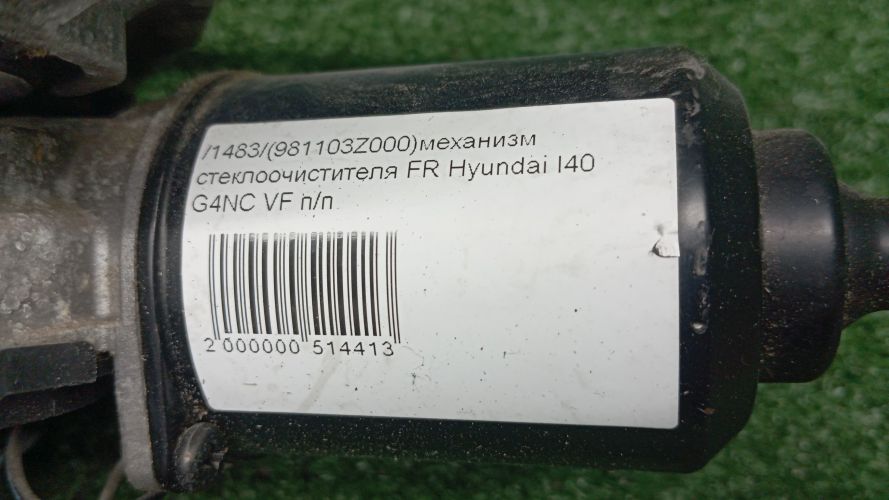 /1483/(981103Z000)механизм
стеклоочистителя FR Hyundai I40
G4NC VF п/п
2 000000 514413